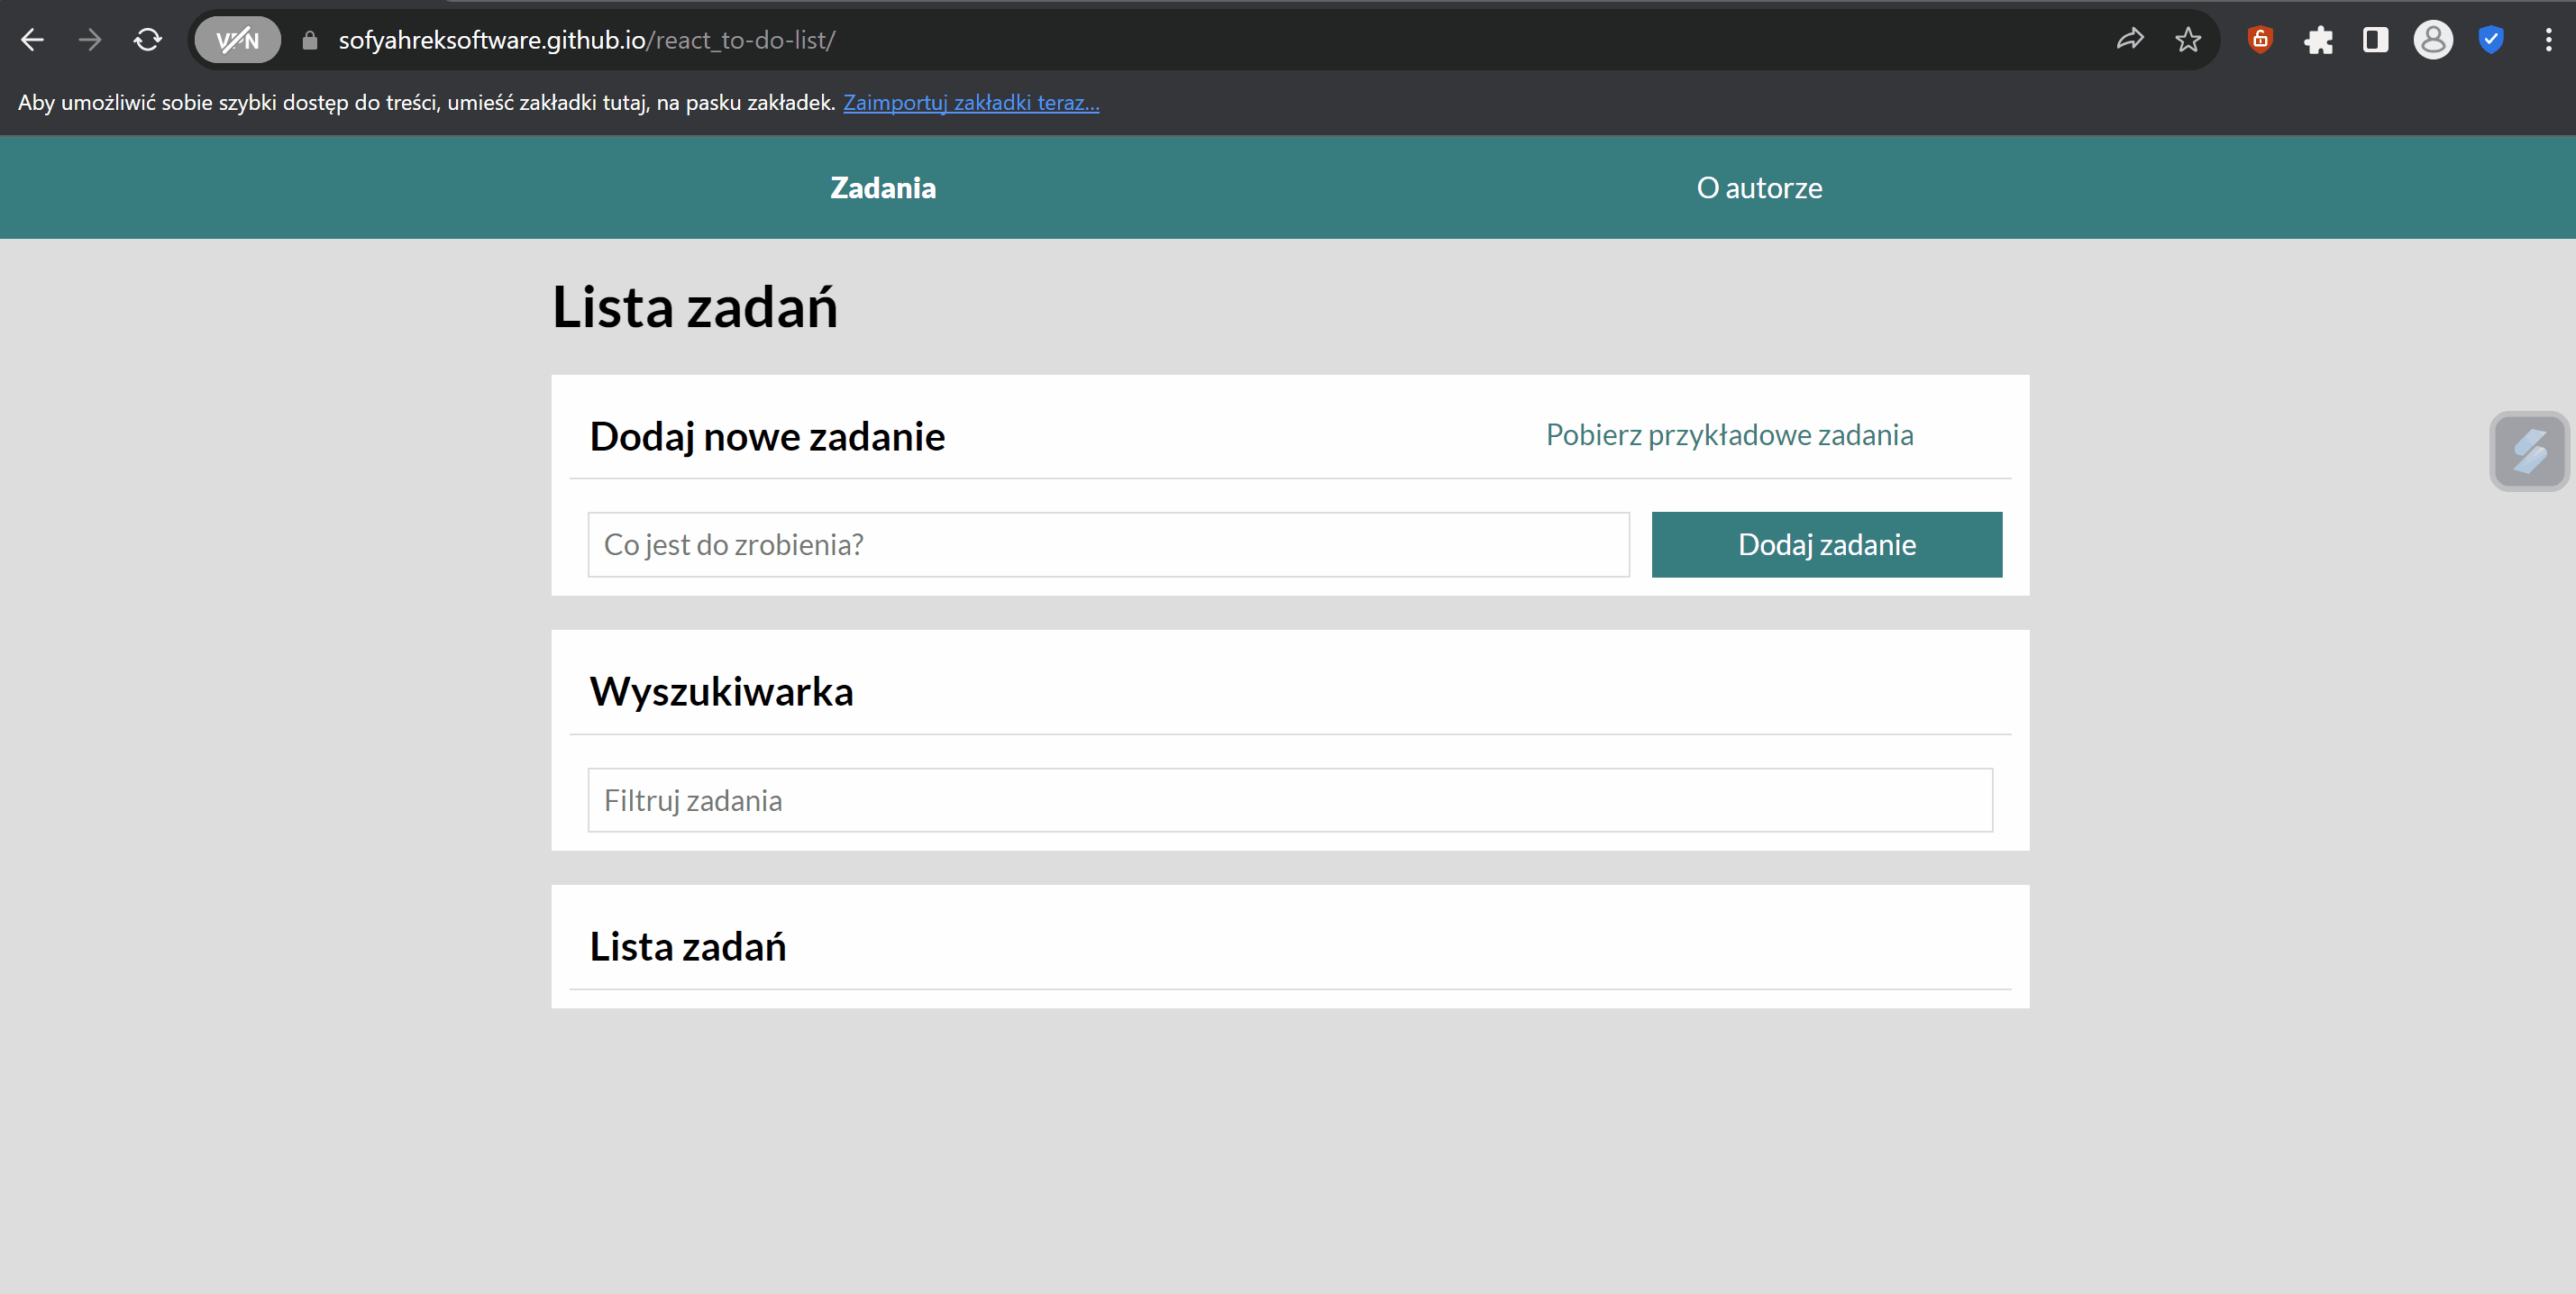 VPN
sofyahreksoftware.github.io/react_to-do-list/
Aby umożliwić sobie szybki dostęp do treści, umieść zakładki tutaj, na pasku zakładek. Zaimportuj zakładki teraz...
Zadania
O autorze
Lista zadań
Dodaj nowe zadanie
Pobierz przykładowe zadania
Co jest do zrobienia?
Dodaj zadanie
Wyszukiwarka
Filtruj zadania
Lista zadań